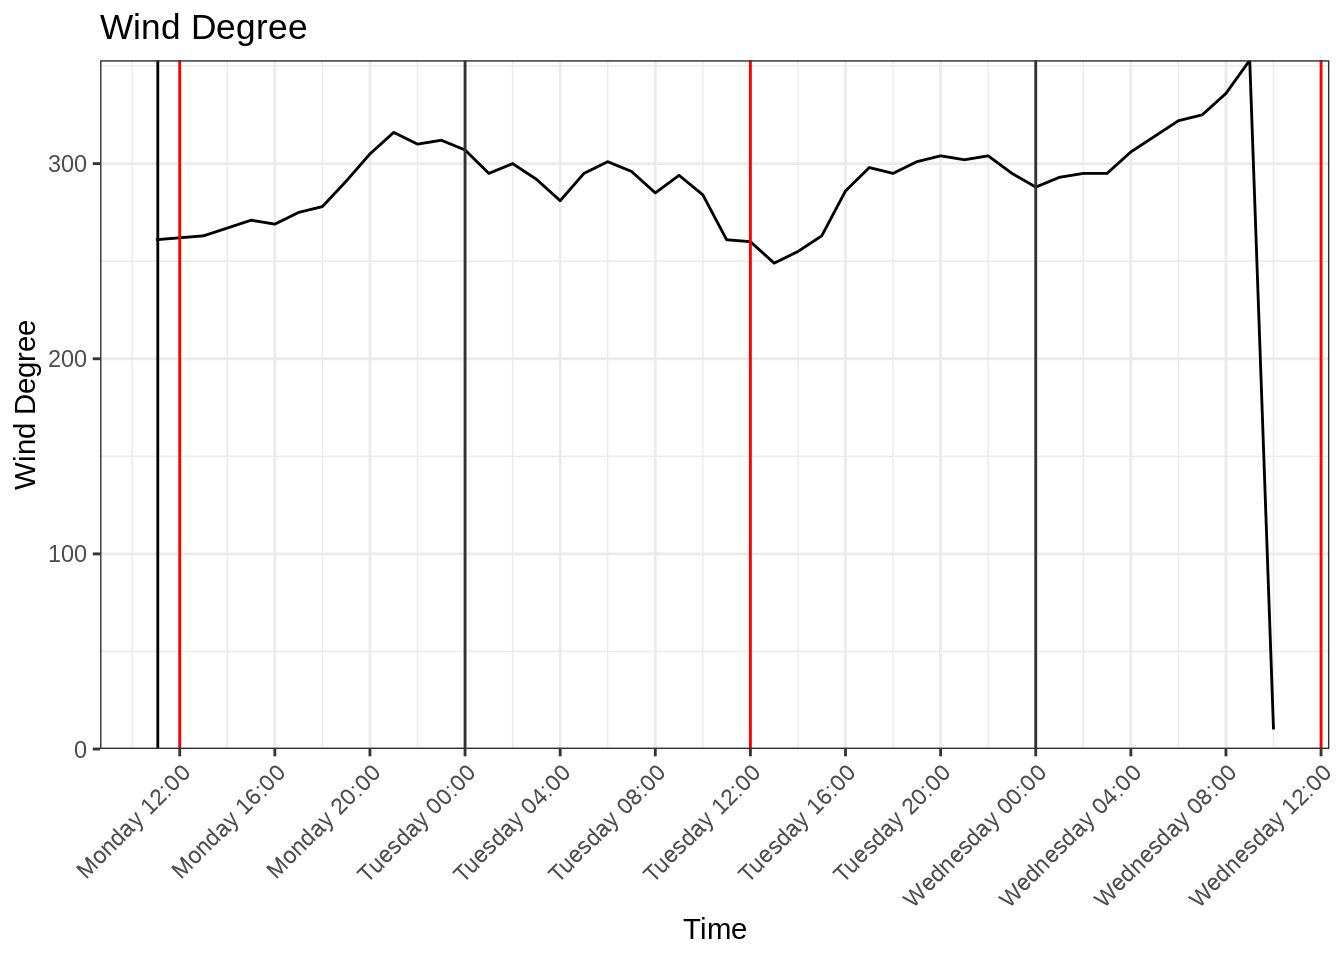 Wind Degree
Wind Degree
300
200
100
0
Monday 12:00
Monday 16:00
Monday 20:00
Tuesday 00:00
Tuesday 04:00
Tuesday 08:00
Tuesday 12:00
Tuesday 16:00
Tuesday 20:00
Wednesday 00:00
Wednesday 04:00
Wednesday 08:00
Wednesday 12:00
Time